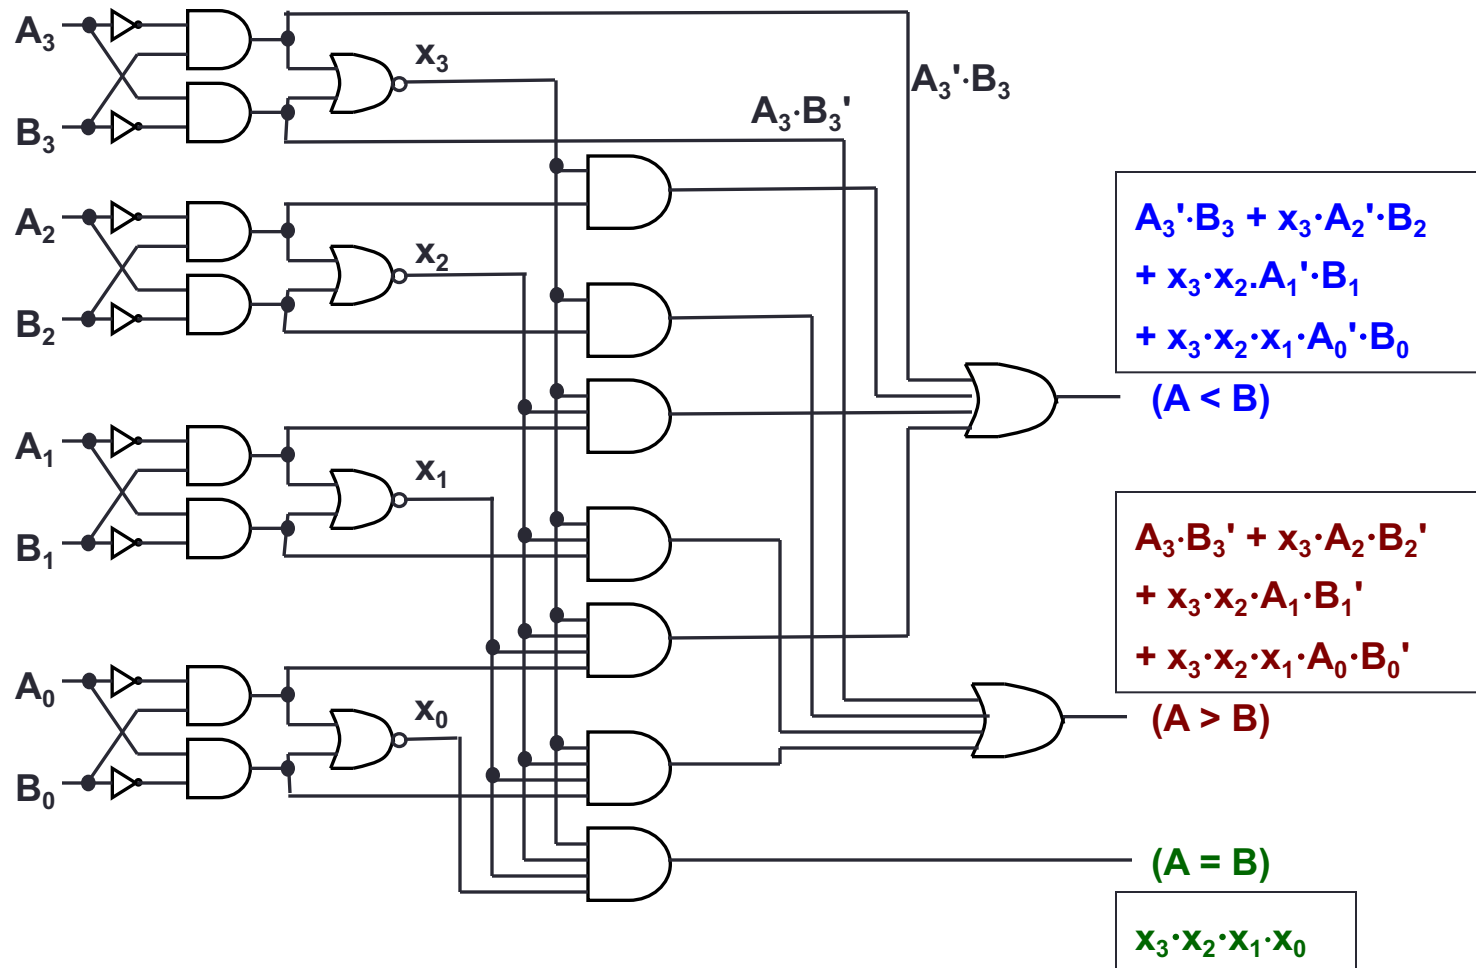 A₃
x₃
A₃'·B₃
A₃·B₃'
B₃
A₂
x₂
B₂
A₃'·B₃ + x₃·A₂'·B₂
+ x₃·x₂.A₁'·B₁
+ x₃·x₂·x₁·A₀'·B₀
(A < B)
A₁
x₁
B₁
A₃·B₃' + x₃·A₂·B₂'
+ x₃·x₂·A₁·B₁'
+ x₃·x₂·x₁·A₀·B₀'
(A > B)
A₀
x₀
B₀
(A = B)
x₃·x₂·x₁·x₀